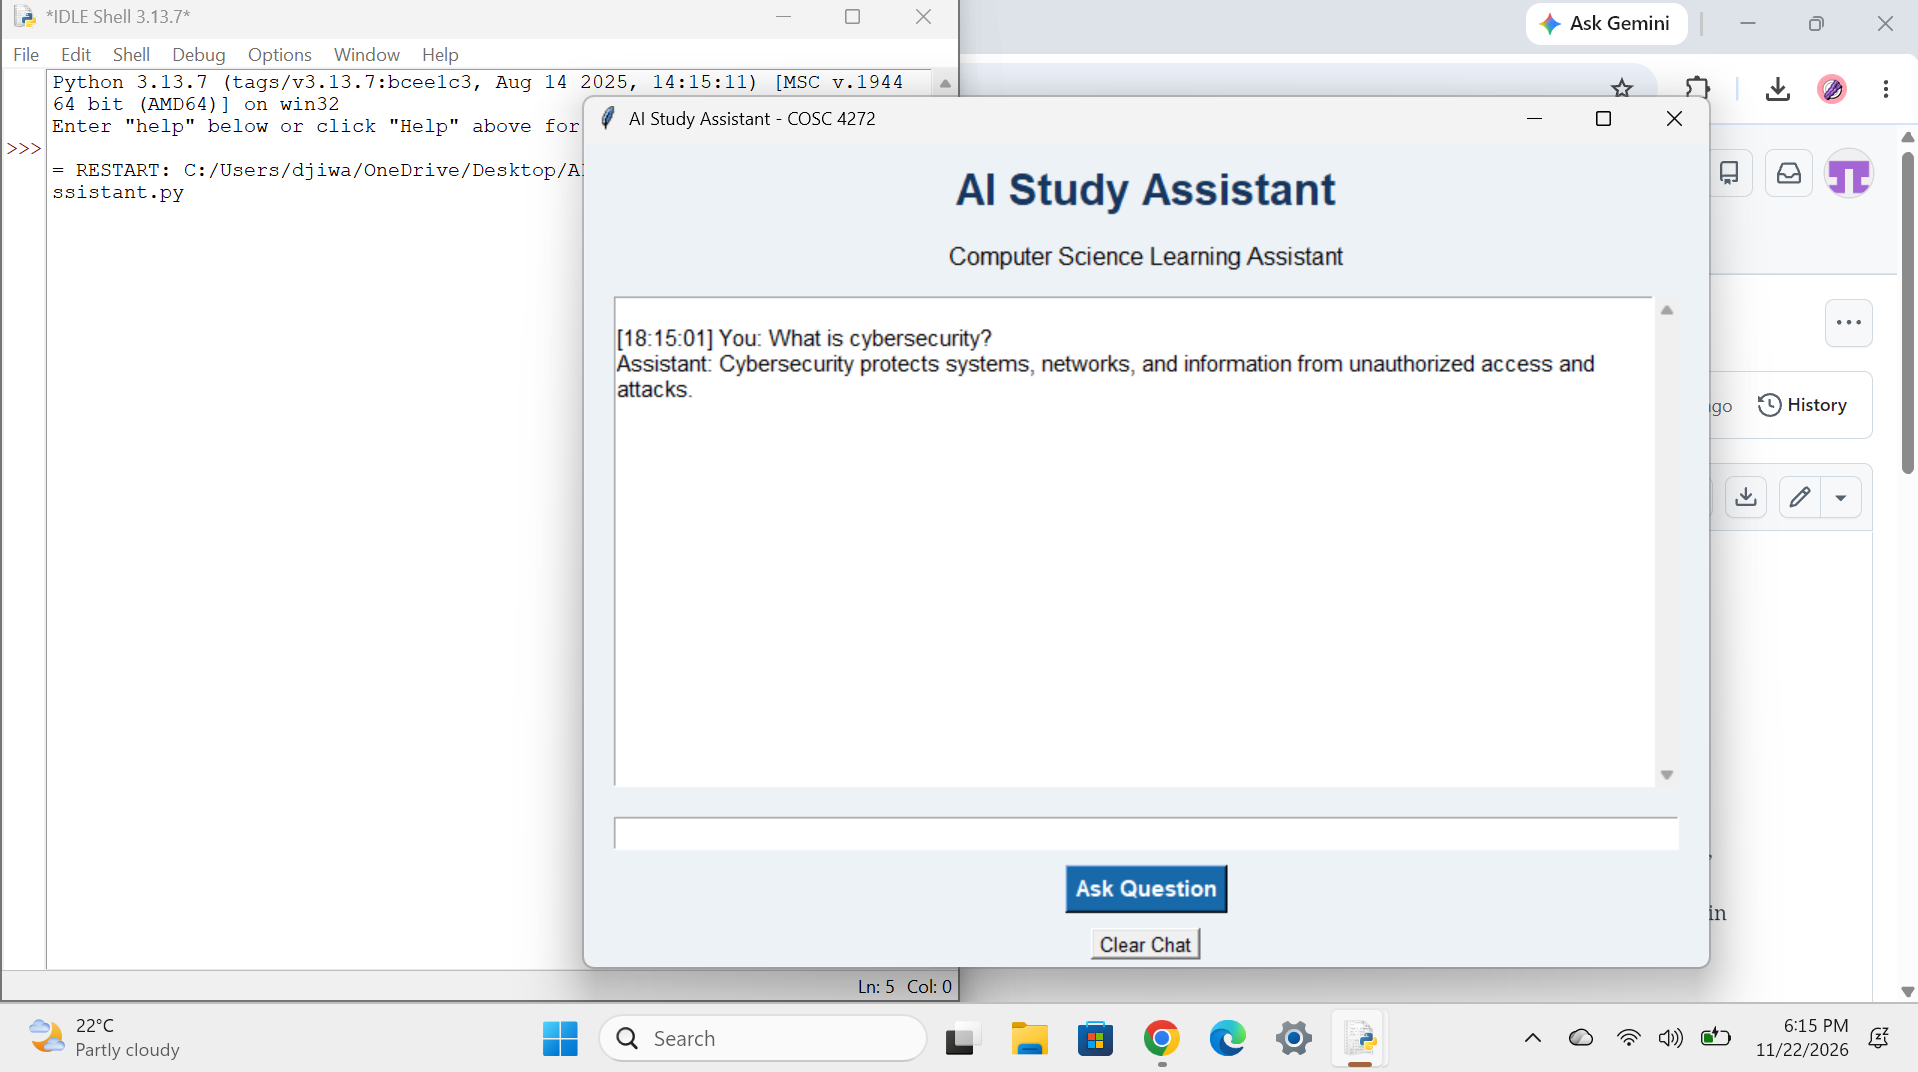 *IDLE Shell 3.13.7*
File Edit Shell Debug Options Window Help
Python 3.13.7 (tags/v3.13.7:bcee1c3, Aug 14 2025, 14:15:11) [MSC v.1944
64 bit (AMD64)] on win32
Enter "help" below or click "Help" above for
>>>
= RESTART: C:/Users/djiwa/OneDrive/Desktop/AI
ssistant.py
Ln: 5 Col: 0
Ask Gemini
AI Study Assistant - COSC 4272
AI Study Assistant
Computer Science Learning Assistant
[18:15:01] You: What is cybersecurity?
Assistant: Cybersecurity protects systems, networks, and information from unauthorized access and
attacks.
Ask Question
Clear Chat
History
in
22°C
Partly cloudy
Search
6:15 PM
11/22/2026